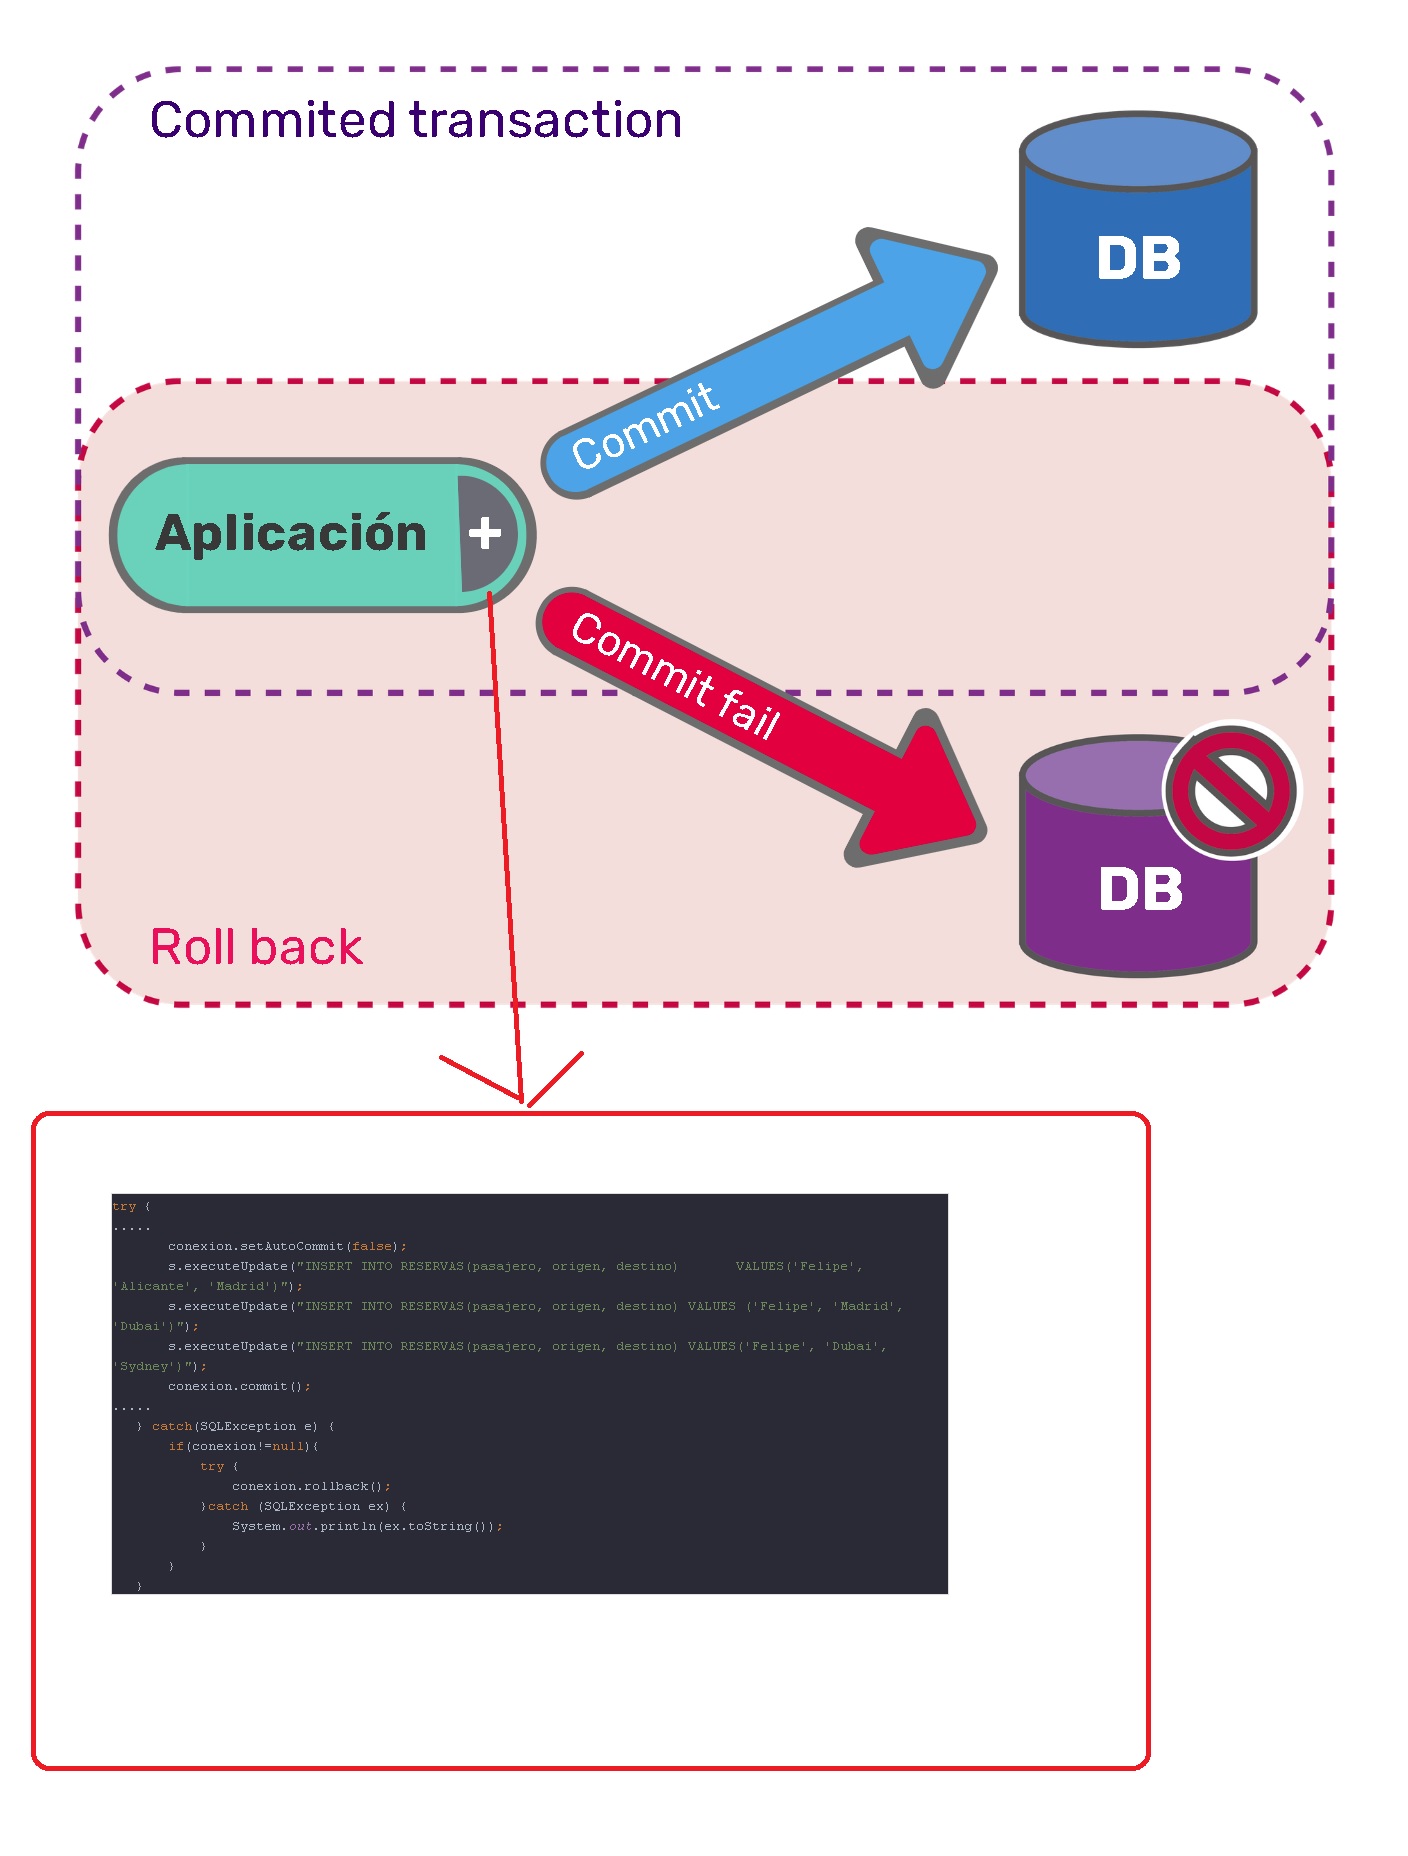 Commited transaction
DB
Commit
Aplicación
+
Commit fail
DB
Roll back
try {
.....
conexion.setAutoCommit(false);
s.executeUpdate("INSERT INTO RESERVAS(pasajero, origen, destino) VALUES('Felipe',
'Alicante', 'Madrid')");
s.executeUpdate("INSERT INTO RESERVAS(pasajero, origen, destino) VALUES ('Felipe', 'Madrid',
'Dubai')");
s.executeUpdate("INSERT INTO RESERVAS(pasajero, origen, destino) VALUES('Felipe', 'Dubai',
'Sydney')");
conexion.commit();
.....
} catch(SQLException e) {
if(conexion!=null){
try {
conexion.rollback();
}catch (SQLException ex) {
System.out.println(ex.toString());
}
}
}